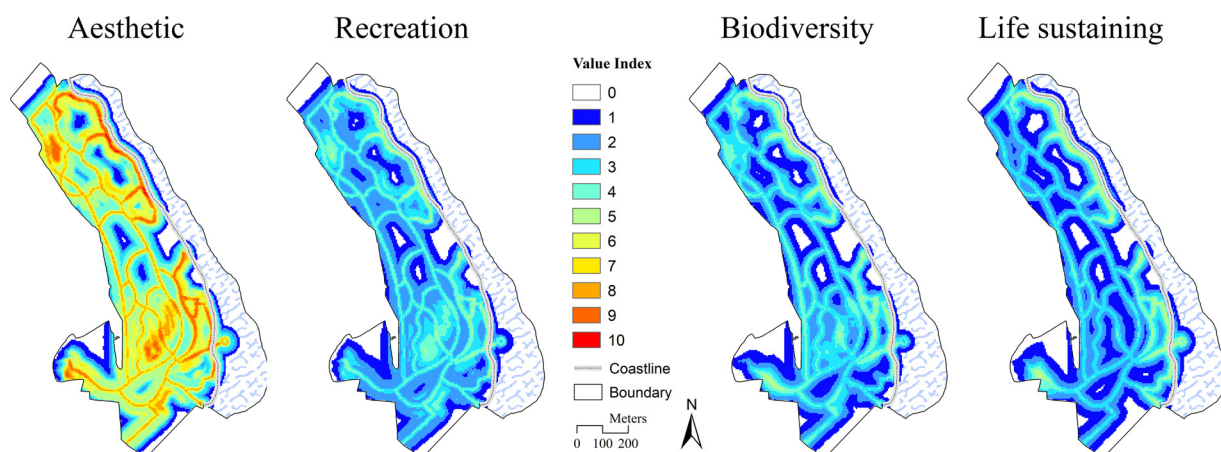 Aesthetic
Recreation
Biodiversity
Life sustaining
Value Index
0
1
2
3
4
5
6
7
8
9
10
Coastline
Boundary
Meters
0 100 200
N